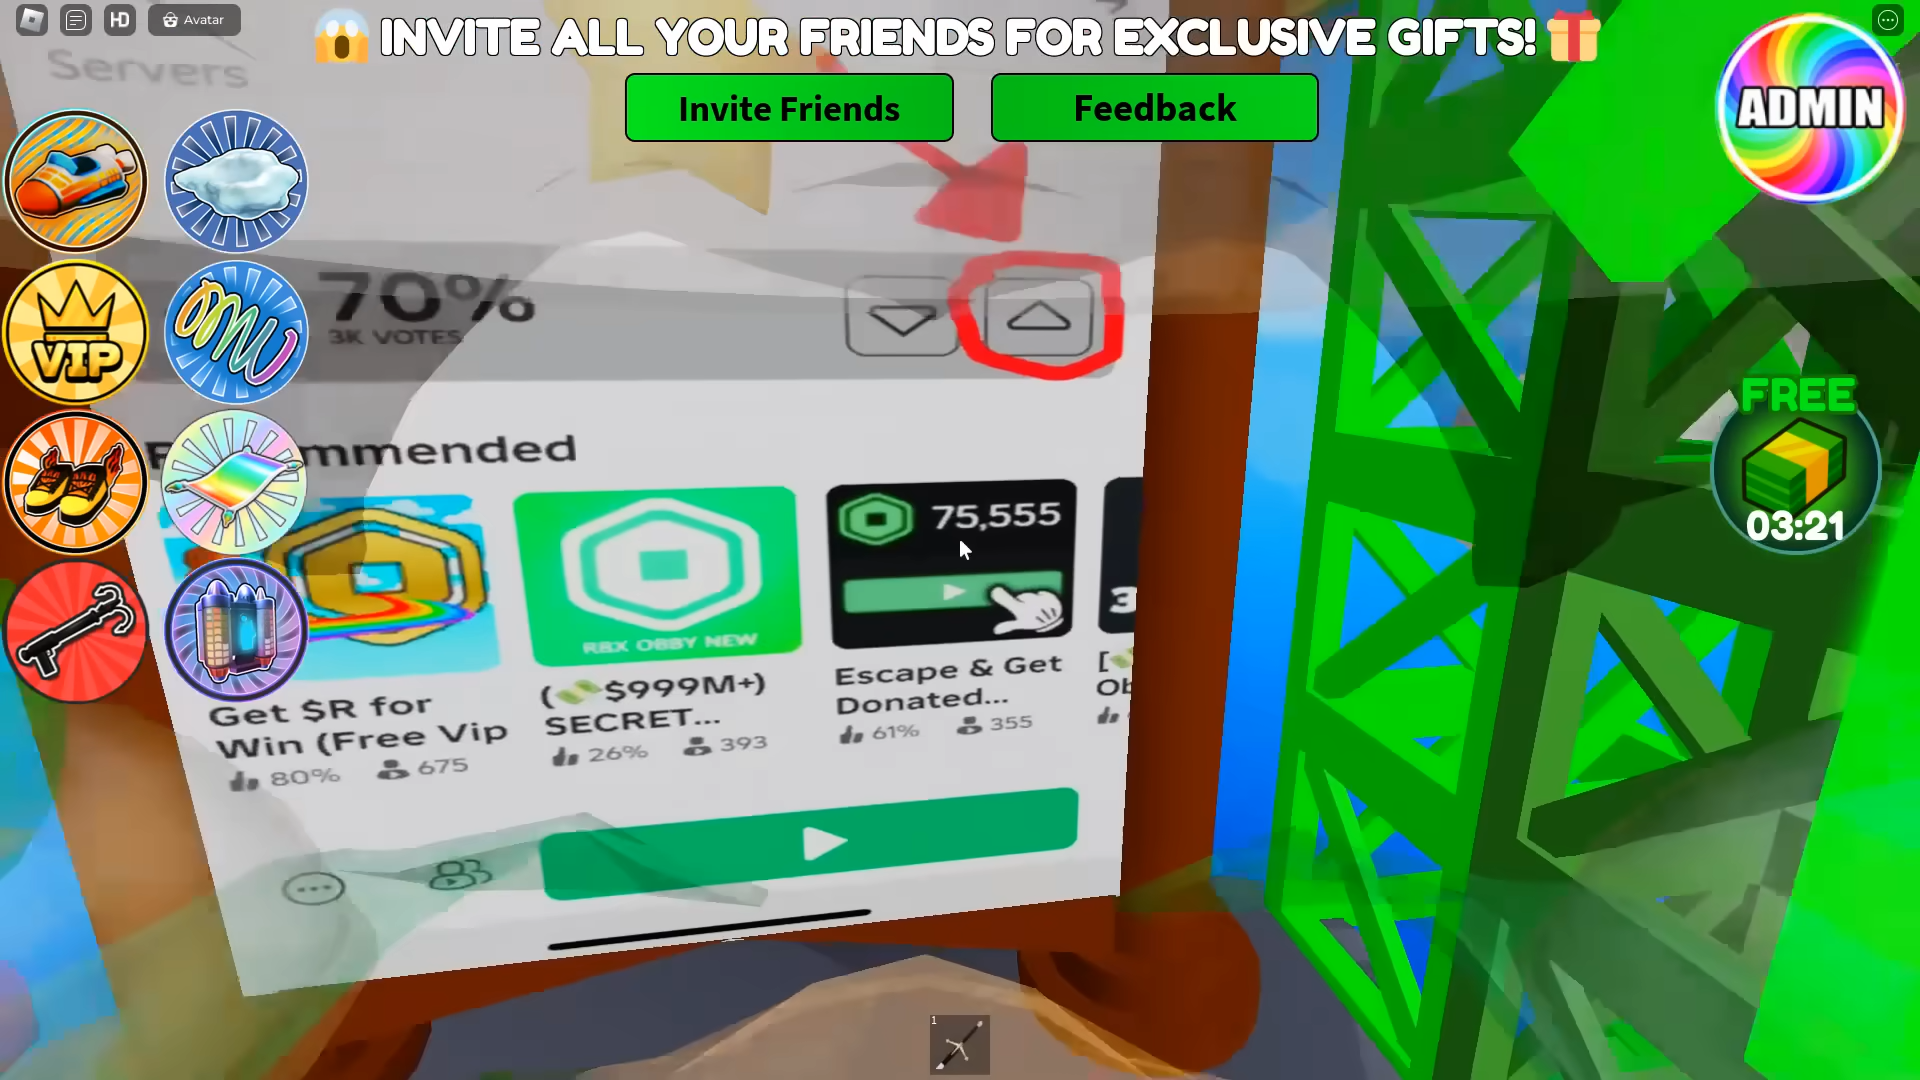 HD
Avatar
😱 INVITE ALL YOUR FRIENDS FOR EXCLUSIVE GIFTS! 🎁
Invite Friends
Feedback
ADMIN
Servers
70%
3K VOTES
VIP
mmended
FREE
03:21
75,555
RBX OBBY NEW
Get $R for
Win (Free Vip
80%
675
(💸$999M+)
SECRET...
26%
393
Escape & Get
Donated...
61%
355
1